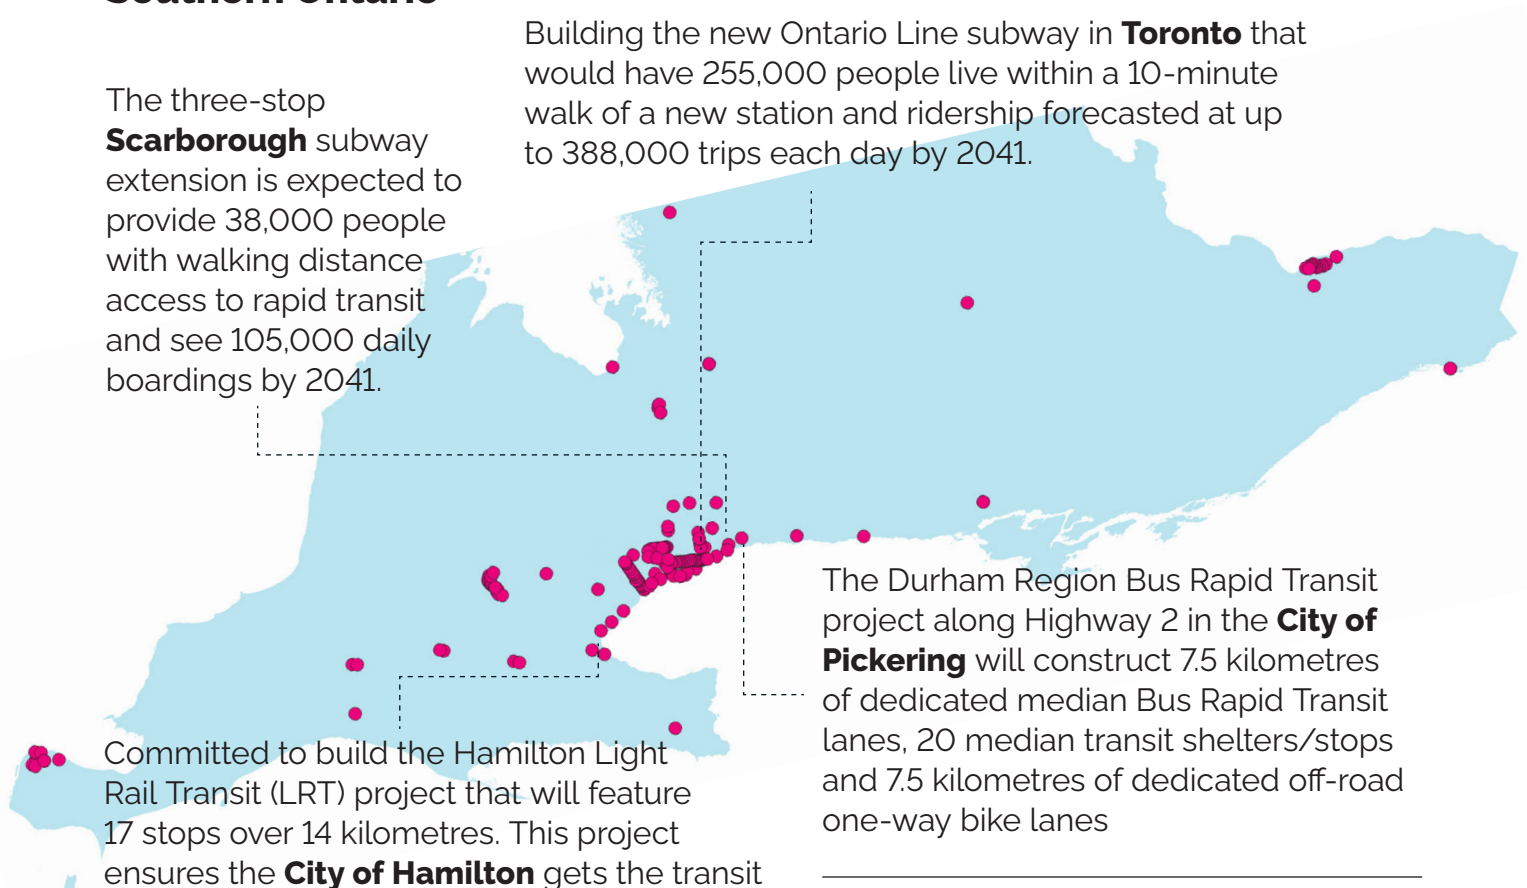 Southern Ontario
Building the new Ontario Line subway in Toronto that
would have 255,000 people live within a 10-minute
walk of a new station and ridership forecasted at up
to 388,000 trips each day by 2041.
The three-stop
Scarborough subway
extension is expected to
provide 38,000 people
with walking distance
access to rapid transit
and see 105,000 daily
boardings by 2041.
The Durham Region Bus Rapid Transit
project along Highway 2 in the City of
Pickering will construct 7.5 kilometres
of dedicated median Bus Rapid Transit
lanes, 20 median transit shelters/stops
and 7.5 kilometres of dedicated off-road
one-way bike lanes
Committed to build the Hamilton Light
Rail Transit (LRT) project that will feature
17 stops over 14 kilometres. This project
ensures the City of Hamilton gets the transit